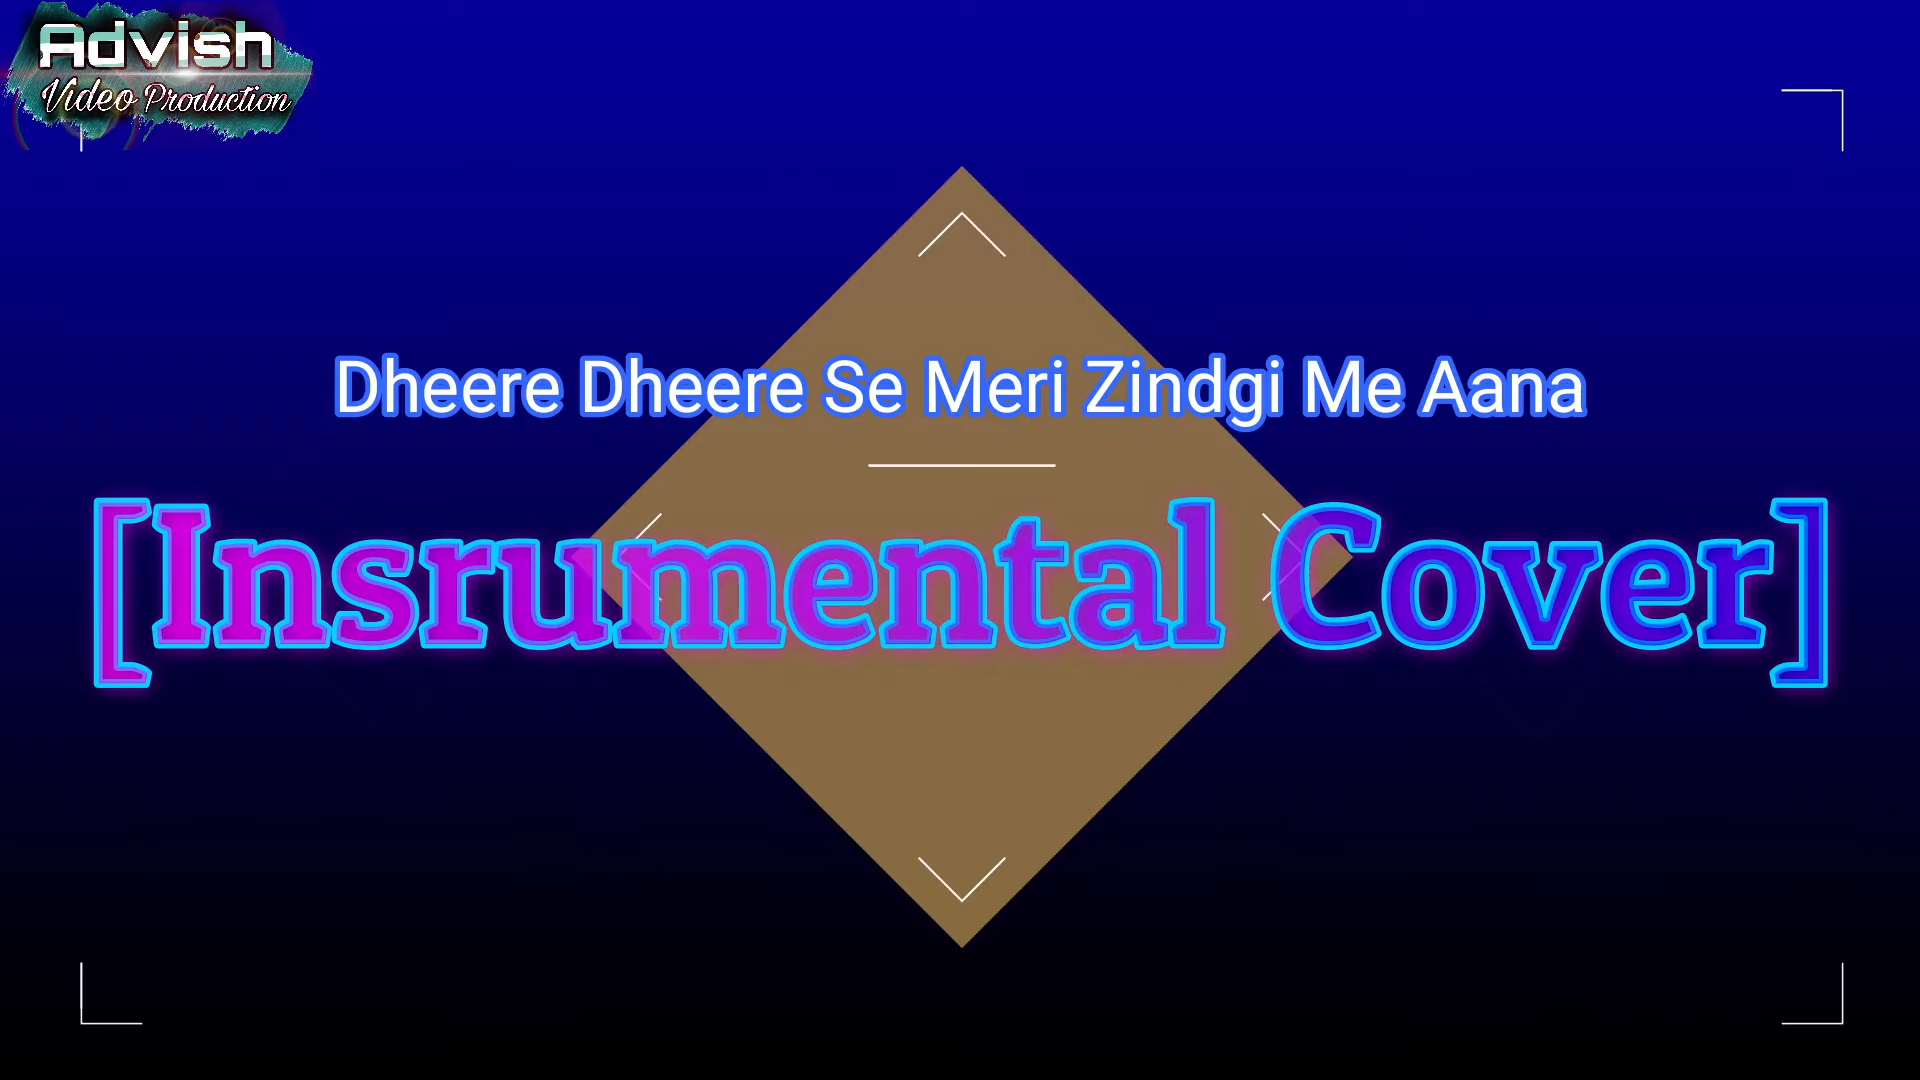 Advish
Video Production
Dheere Dheere Se Meri Zindgi Me Aana
[Insrumental Cover]